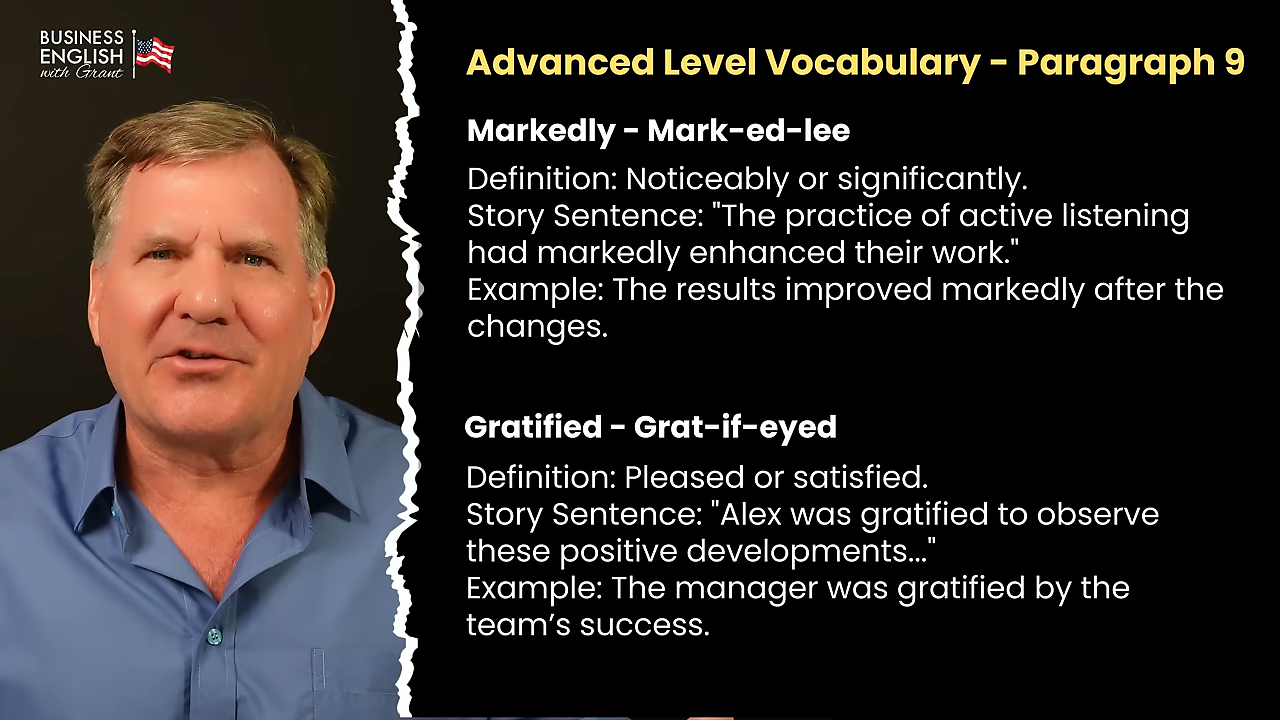 BUSINESS
ENGLISH
with Grant
Advanced Level Vocabulary - Paragraph 9
Markedly - Mark-ed-lee
Definition: Noticeably or significantly.
Story Sentence: "The practice of active listening
had markedly enhanced their work."
Example: The results improved markedly after the
changes.
Gratified - Grat-if-eyed
Definition: Pleased or satisfied.
Story Sentence: "Alex was gratified to observe
these positive developments..."
Example: The manager was gratified by the
team’s success.